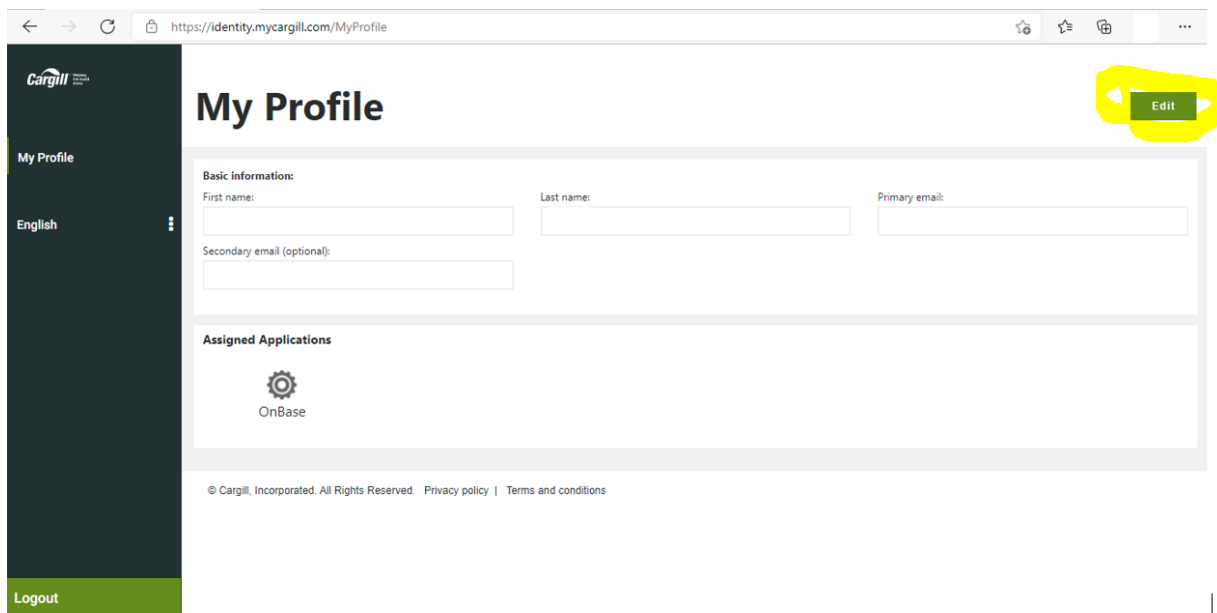 https://identity.mycargill.com/MyProfile
Cargill
My Profile
Edit
My Profile
Basic information:
First name:
Last name:
Primary email:
English
Secondary email (optional):
Assigned Applications
OnBase
© Cargill, Incorporated. All Rights Reserved. Privacy policy | Terms and conditions
Logout